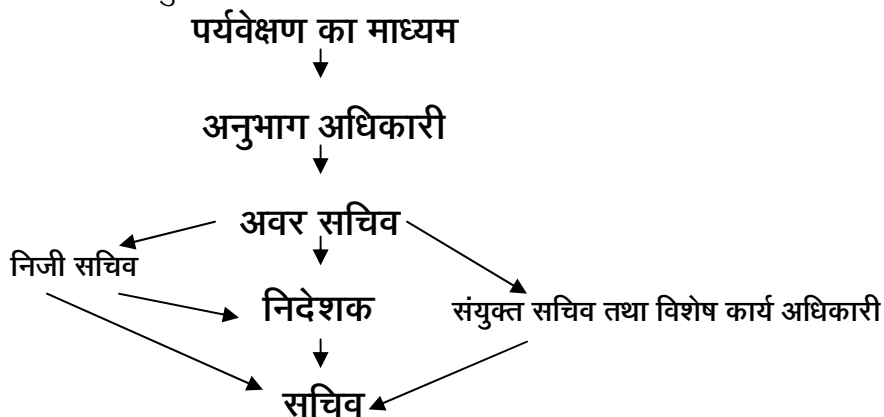 पर्यवेक्षण का माध्यम
अनुभाग अधिकारी
अवर सचिव
निजी सचिव
निदेशक
संयुक्त सचिव तथा विशेष कार्य अधिकारी
सचिव